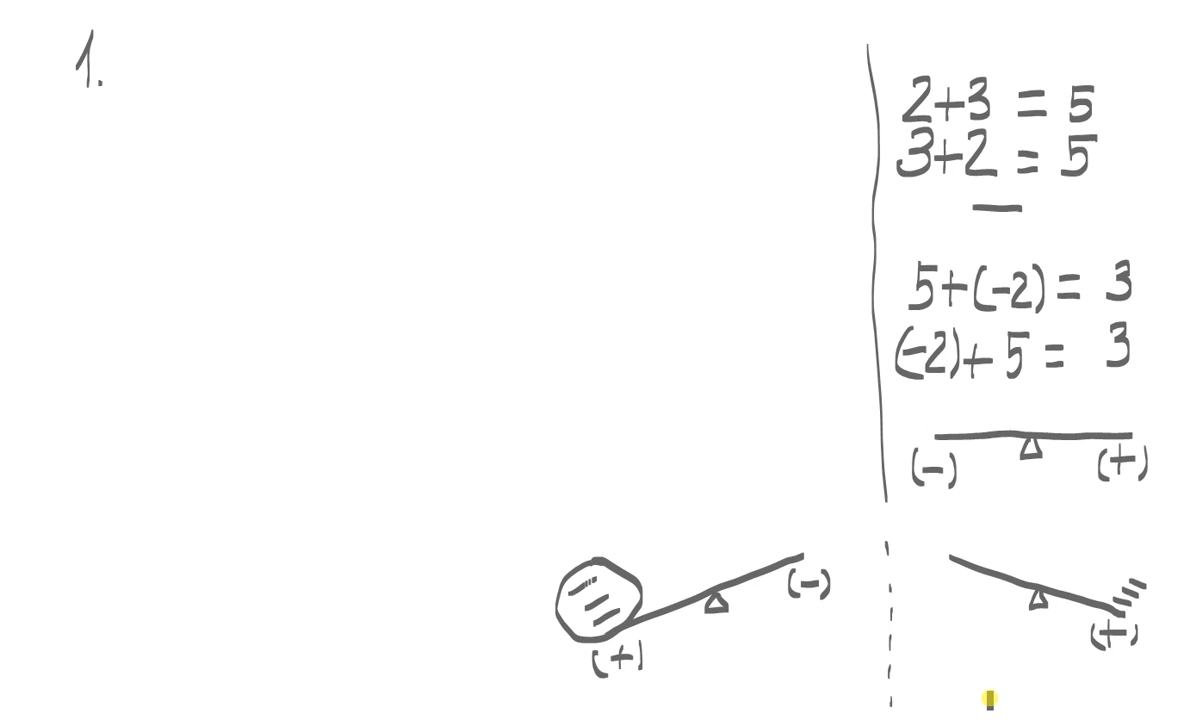 1.
2+3 = 5
3+2 = 5
5+(-2) = 3
(-2)+5 = 3
(-) (+)
(-)
(+)
(+)